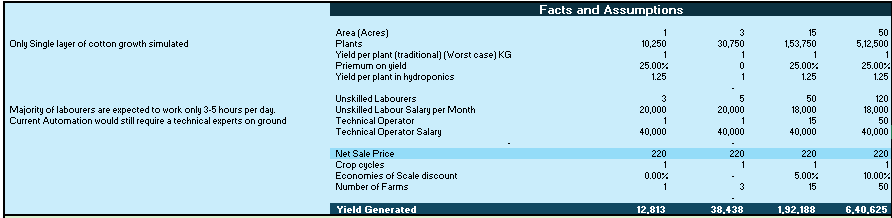 Facts and Assumptions
Area (Acres) 1 3 15 50
Only Single layer of cotton growth simulated Plants 10,250 30,750 1,53,750 5,12,500
Yield per plant (traditional) (Worst case) KG 1 1 1 1
Priemum on yield 25.00% 0 25.00% 25.00%
Yield per plant in hydroponics 1.25 1 1.25 1.25
-
Unskilled Labourers 3 5 50 120
Majority of labourers are expected to work only 3-5 hours per day. Unskilled Labour Salary per Month 20,000 20,000 18,000 18,000
Current Automation would still require a technical experts on ground Technical Operator 1 1 15 50
Technical Operator Salary 40,000 40,000 40,000 40,000
- -
Net Sale Price 220 220 220 220
Crop cycles 1 1 1 1
Economies of Scale discount 0.00% - 5.00% 10.00%
Number of Farms 1 3 15 50
-
Yield Generated 12,813 38,438 1,92,188 6,40,625